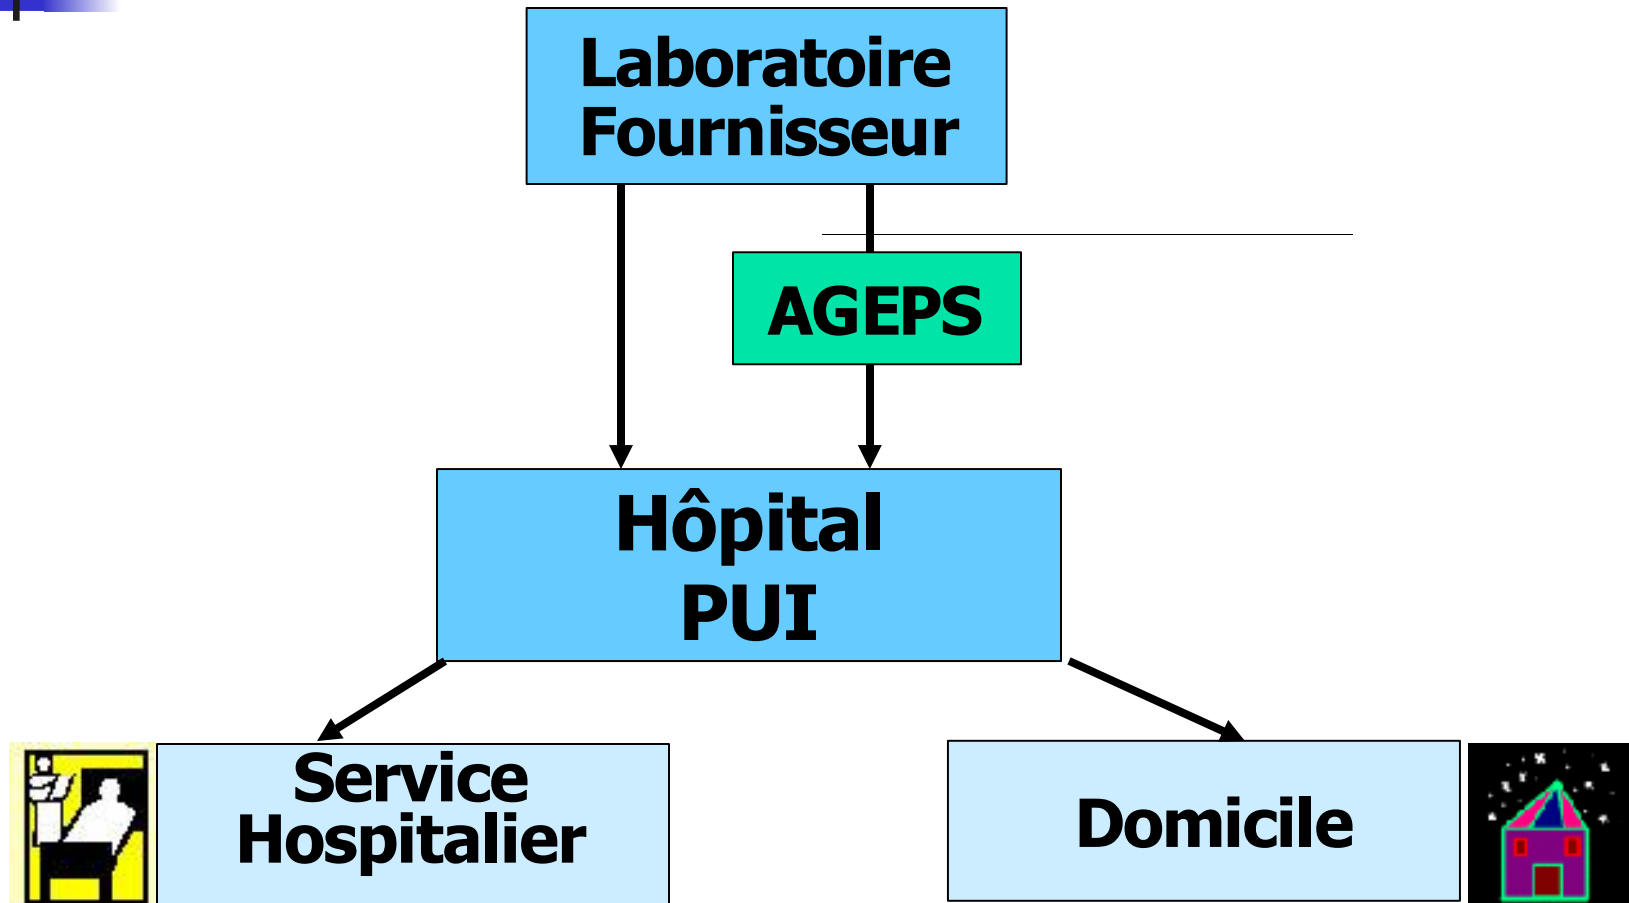 Laboratoire
Fournisseur
AGEPS
Hôpital
PUI
Service
Hospitalier
Domicile